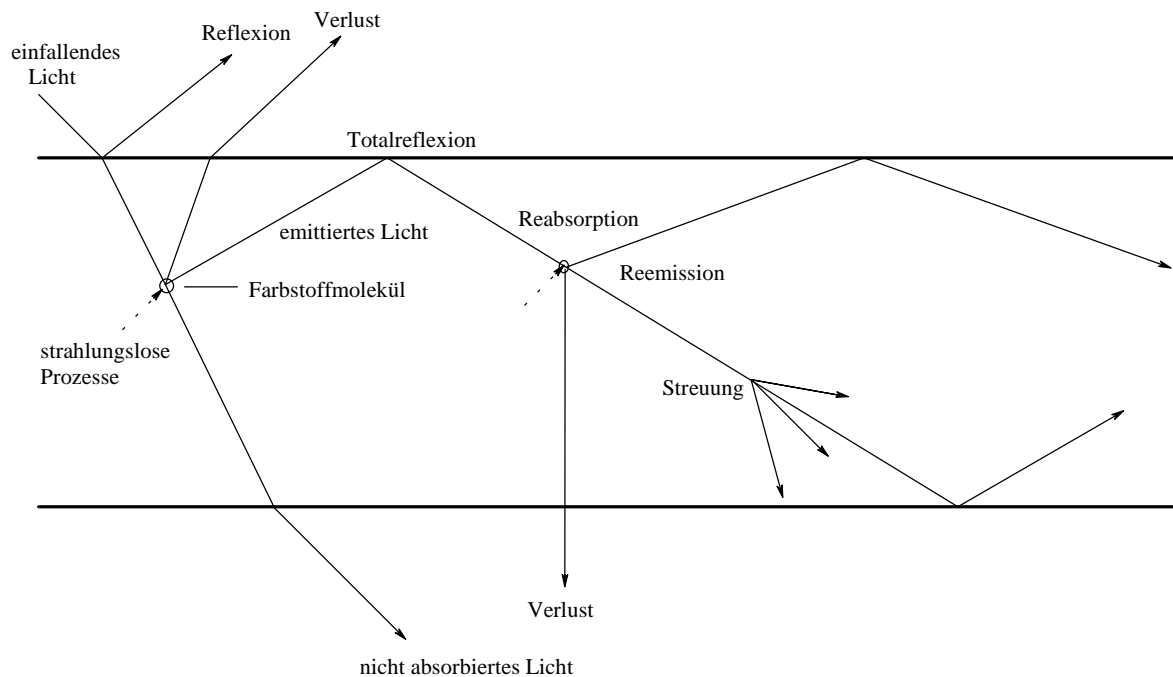 Verlust
Reflexion
einfallendes
Licht
Totalreflexion
Reabsorption
emittiertes Licht
Reemission
Farbstoffmolekül
strahlungslose
Prozesse
Streuung
Verlust
nicht absorbiertes Licht